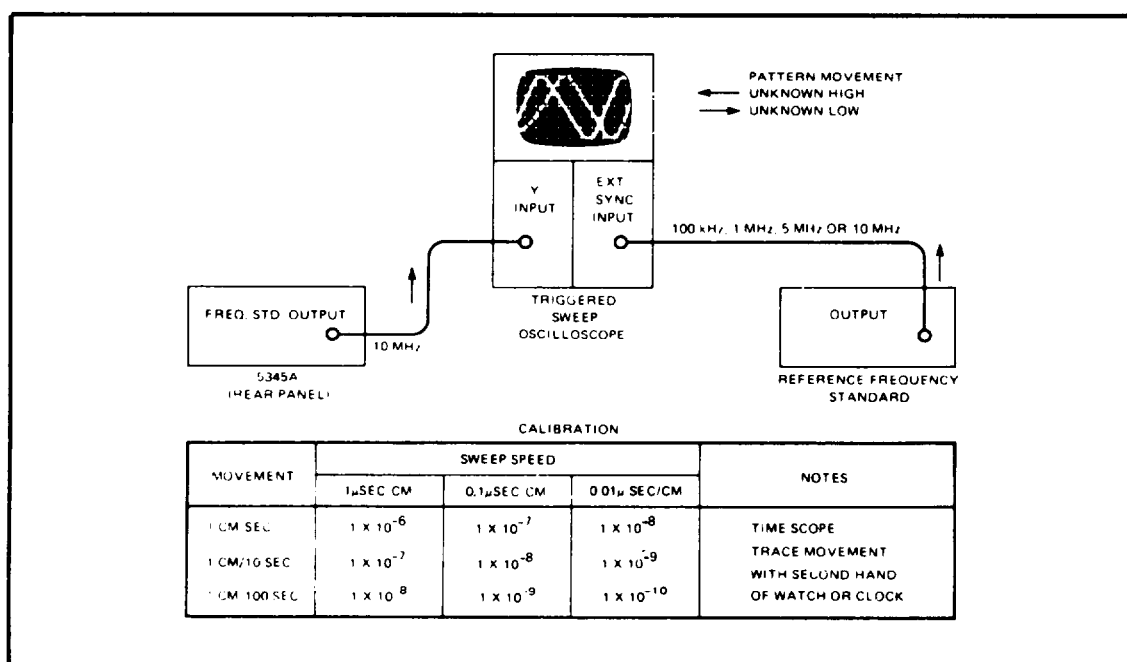 PATTERN MOVEMENT
← UNKNOWN HIGH
→ UNKNOWN LOW
Y
INPUT
EXT
SYNC
INPUT
100 kHz, 1 MHz, 5 MHz OR 10 MHz
FREQ. STD. OUTPUT
10 MHz
5345A
(REAR PANEL)
TRIGGERED
SWEEP
OSCILLOSCOPE
OUTPUT
REFERENCE FREQUENCY
STANDARD
CALIBRATION
MOVEMENT SWEEP SPEED NOTES
1µSEC CM 0.1µSEC CM 0.01µ SEC/CM
1 CM SEC 1 X 10⁻⁶ 1 X 10⁻⁷ 1 X 10⁻⁸ TIME SCOPE
1 CM/10 SEC 1 X 10⁻⁷ 1 X 10⁻⁸ 1 X 10⁻⁹ TRACE MOVEMENT
WITH SECOND HAND
1 CM 100 SEC 1 X 10⁻⁸ 1 X 10⁻⁹ 1 X 10⁻¹⁰ OF WATCH OR CLOCK